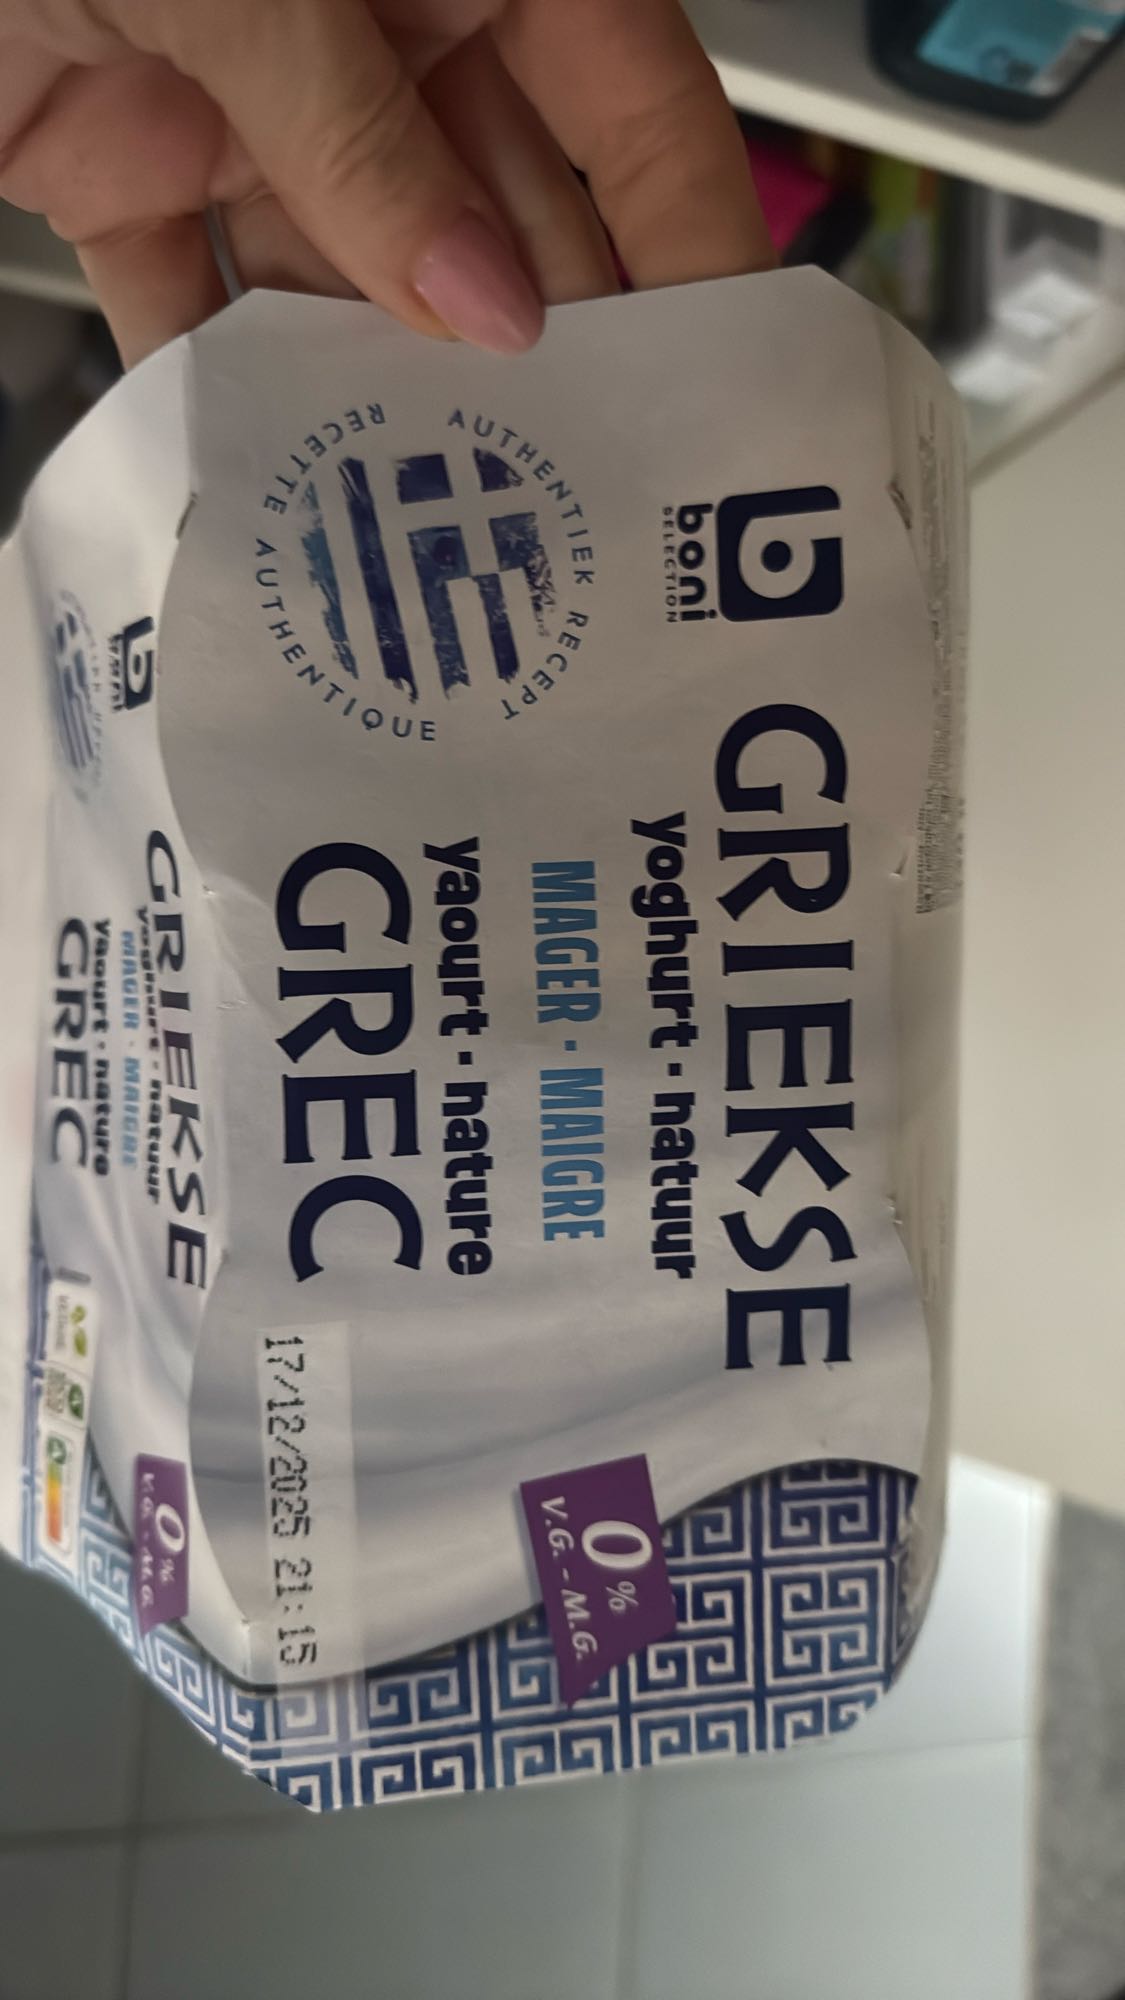 boni
SELECTION
GRIEKSE
yoghurt · natuur
MAGER · MAIGRE
yaourt · nature
GREC
AUTHENTIEK RECEPT
RECETTE AUTHENTIQUE
0%
V.G. - M.G.
17/12/2025 21:15
boni
GRIEKSE
yoghurt · natuur
MAGER · MAIGRE
yaourt · nature
GREC
0%
V.G. - M.G.